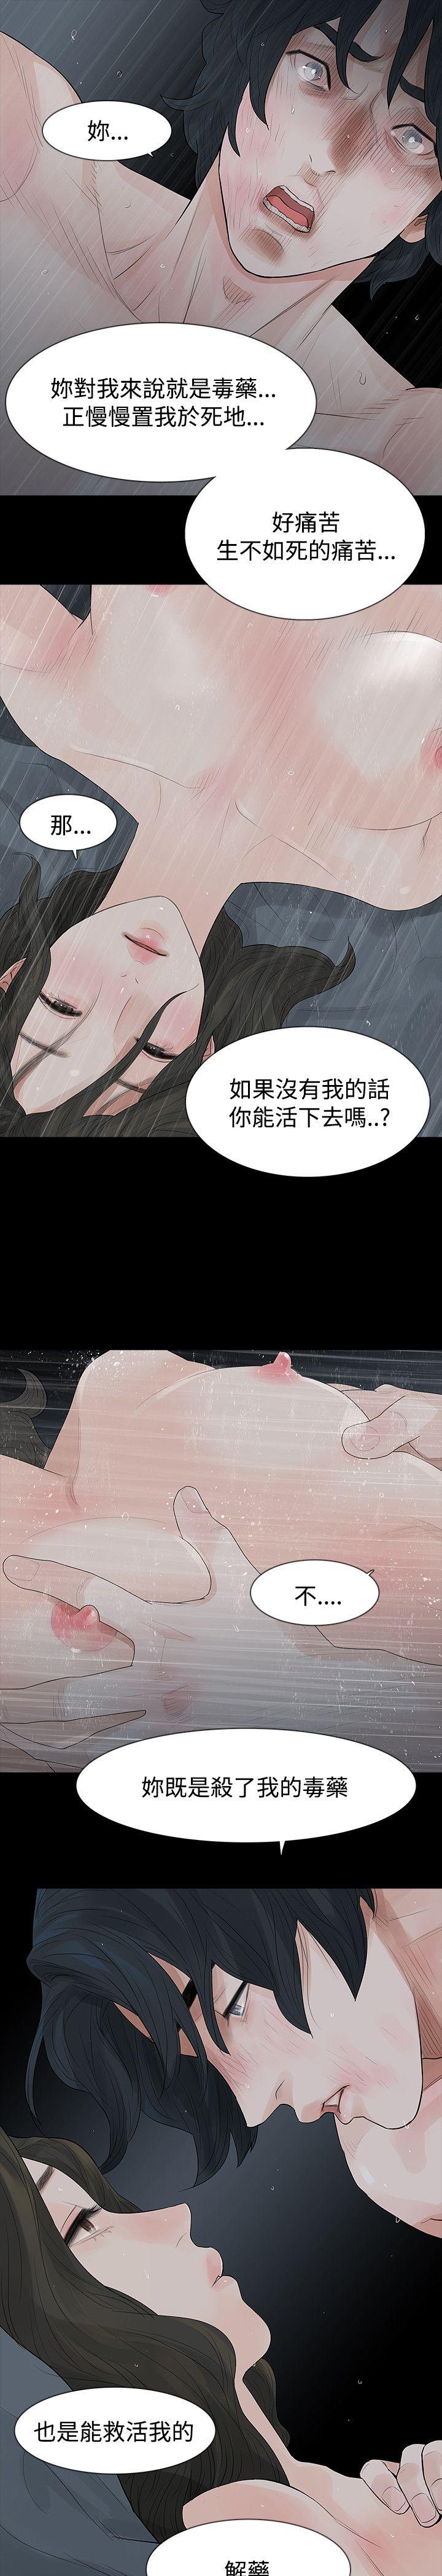 妳...
妳對我來說就是毒藥...
正慢慢置我於死地...
好痛苦
生不如死的痛苦...
那...
如果沒有我的話
你能活下去嗎..?
不....
妳既是殺了我的毒藥
也是能救活我的
解藥